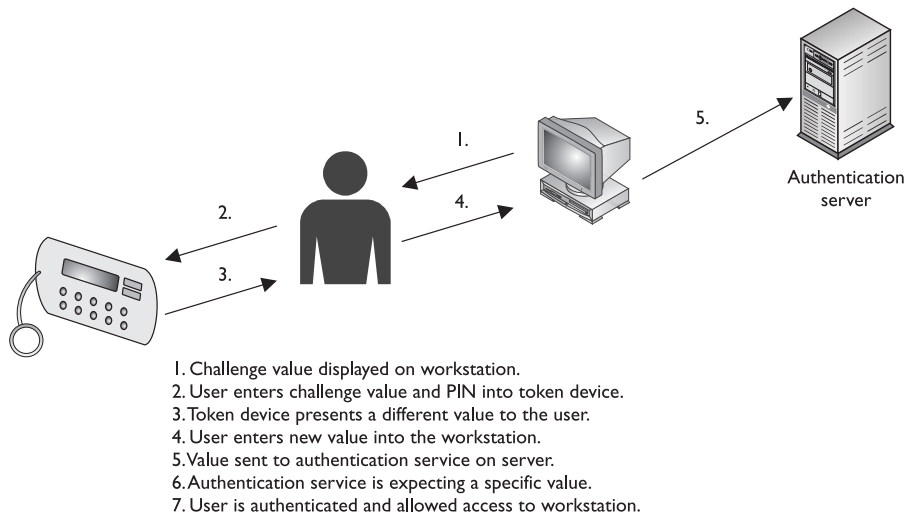 1.
5.
Authentication
server
2.
4.
3.
1. Challenge value displayed on workstation.
2. User enters challenge value and PIN into token device.
3. Token device presents a different value to the user.
4. User enters new value into the workstation.
5. Value sent to authentication service on server.
6. Authentication service is expecting a specific value.
7. User is authenticated and allowed access to workstation.